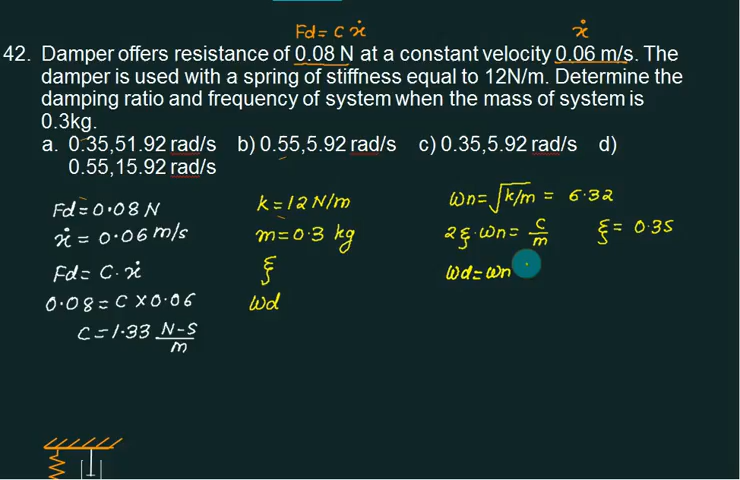 Fd = C ẋ
ẋ
42. Damper offers resistance of 0.08 N at a constant velocity 0.06 m/s. The
damper is used with a spring of stiffness equal to 12N/m. Determine the
damping ratio and frequency of system when the mass of system is
0.3kg.
a. 0.35,51.92 rad/s b) 0.55,5.92 rad/s c) 0.35,5.92 rad/s d)
0.55,15.92 rad/s
Fd = 0.08 N
ẋ = 0.06 m/s
Fd = C. ẋ
0.08 = C X 0.06
C = 1.33 N-S/m
k = 12 N/m
m = 0.3 kg
ξ
ωd
ωn = √k/m = 6.32
2ξ. ωn = C/m ξ = 0.35
ωd = ωn